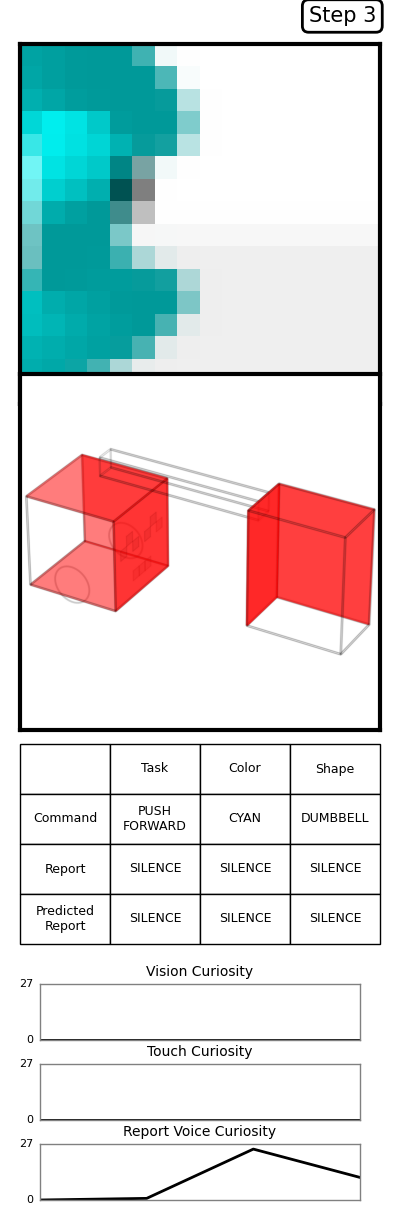 Step 3
Task Color Shape
Command PUSH FORWARD CYAN DUMBBELL
Report SILENCE SILENCE SILENCE
Predicted Report SILENCE SILENCE SILENCE
Vision Curiosity
27
0
Touch Curiosity
27
0
Report Voice Curiosity
27
0